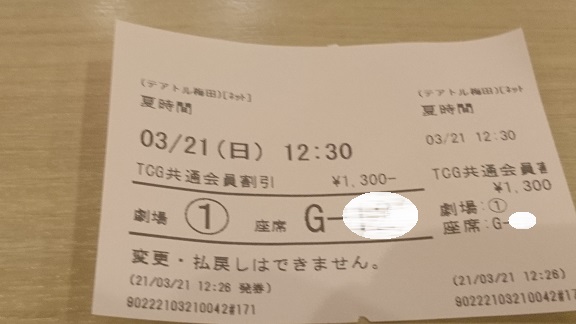 (テアトル梅田)[ネット]
夏時間
03/21(日) 12:30
TCG共通会員割引 ¥1,300-
劇場 ① 座席 G-
変更・払戻しはできません。
(21/03/21 12:26 発券)
80222103210042#171
(テアトル梅田)[ネット
夏時間
03/21 12:30
TCG共通会員割
¥1,300
劇場:①
座席:G-
(21/03/21 12:26)
80222103210042#17